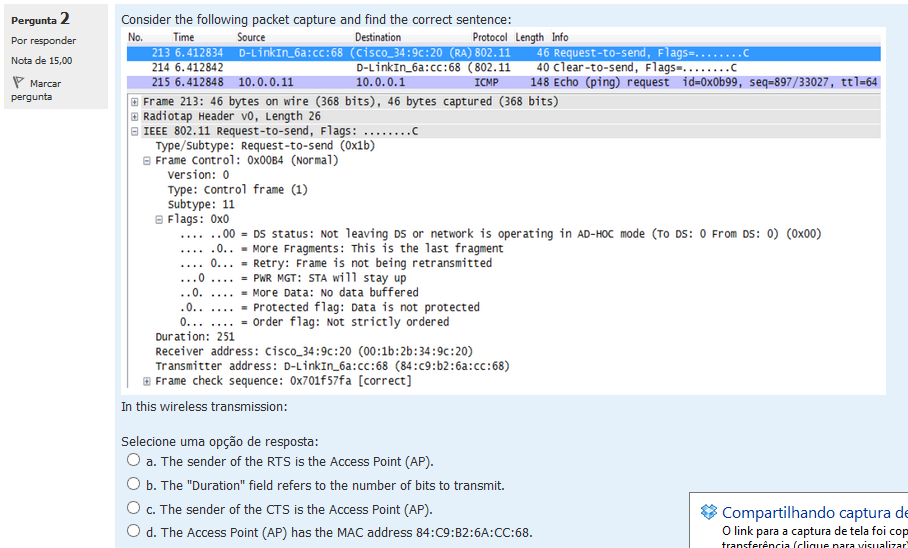 Pergunta 2
Por responder
Nota de 15,00
Marcar
pergunta
Consider the following packet capture and find the correct sentence:
No. Time Source Destination Protocol Length Info
213 6.412834 D-LinkIn_6a:cc:68 (Cisco_34:9c:20 (RA) 802.11 46 Request-to-send, Flags=........C
214 6.412842 D-LinkIn_6a:cc:68 (802.11 40 Clear-to-send, Flags=........C
215 6.412848 10.0.0.11 10.0.0.1 ICMP 148 Echo (ping) request id=0x0b99, seq=897/33027, ttl=64
Frame 213: 46 bytes on wire (368 bits), 46 bytes captured (368 bits)
Radiotap Header v0, Length 26
IEEE 802.11 Request-to-send, Flags: ........C
Type/Subtype: Request-to-send (0x1b)
Frame Control: 0x00B4 (Normal)
Version: 0
Type: Control frame (1)
Subtype: 11
Flags: 0x0
.... ..00 = DS status: Not leaving DS or network is operating in AD-HOC mode (To DS: 0 From DS: 0) (0x00)
.... .0.. = More Fragments: This is the last fragment
.... 0... = Retry: Frame is not being retransmitted
...0 .... = PWR MGT: STA will stay up
..0. .... = More Data: No data buffered
.0.. .... = Protected flag: Data is not protected
0... .... = Order flag: Not strictly ordered
Duration: 251
Receiver address: Cisco_34:9c:20 (00:1b:2b:34:9c:20)
Transmitter address: D-LinkIn_6a:cc:68 (84:c9:b2:6a:cc:68)
Frame check sequence: 0x701f57fa [correct]
In this wireless transmission:
Selecione uma opção de resposta:
a. The sender of the RTS is the Access Point (AP).
b. The "Duration" field refers to the number of bits to transmit.
c. The sender of the CTS is the Access Point (AP).
d. The Access Point (AP) has the MAC address 84:C9:B2:6A:CC:68.
Compartilhando captura de
O link para a captura de tela foi cop
transferência (clique para visualizar)